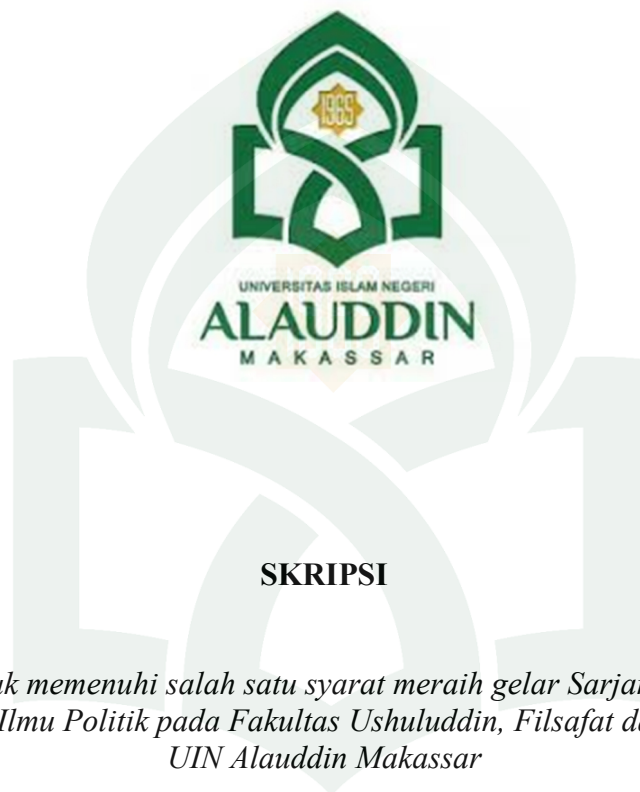 1965
UNIVERSITAS ISLAM NEGERI
ALAUDDIN
MAKASSAR
SKRIPSI
memenuhi salah satu syarat meraih gelar
Ilmu Politik pada Fakultas Ushuluddin, Filsafat
UIN Alauddin Makassar